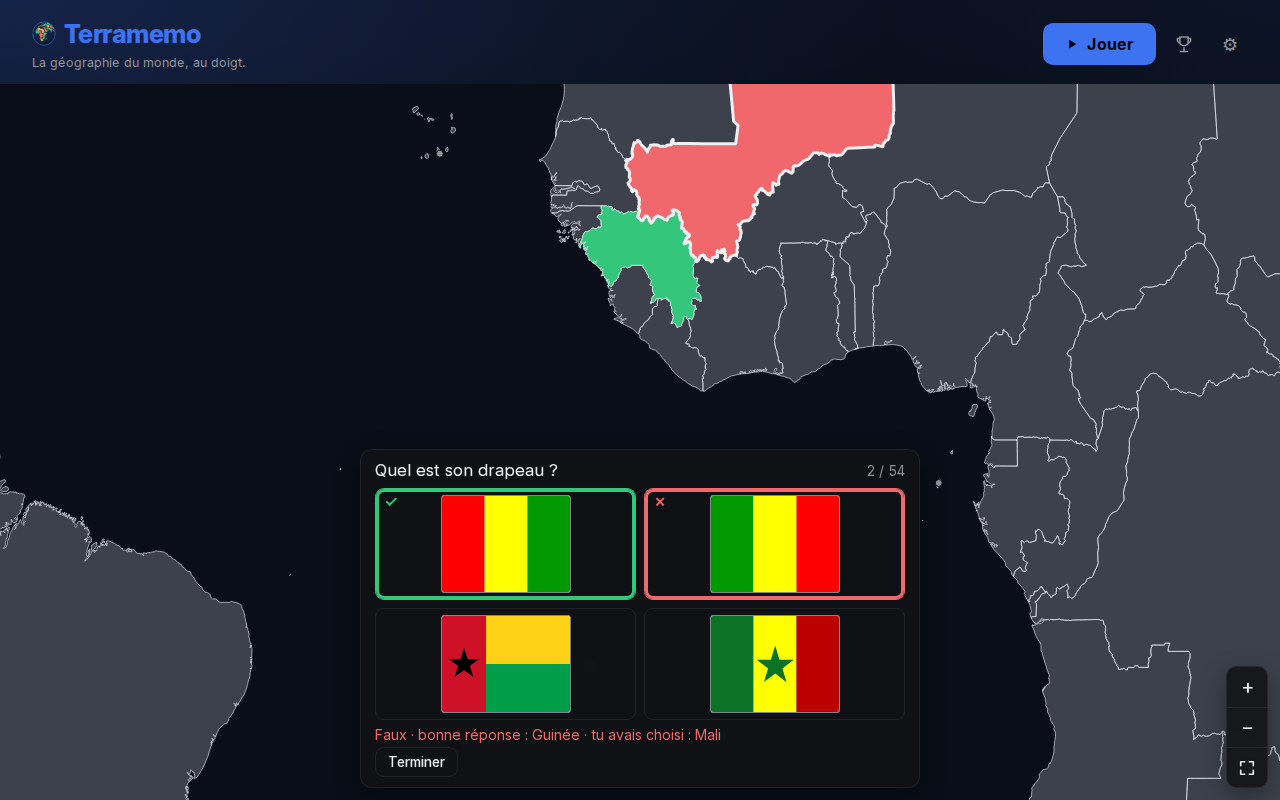 Terramemo
La géographie du monde, au doigt.
Jouer
Quel est son drapeau ?
2 / 54
Faux · bonne réponse : Guinée · tu avais choisi : Mali
Terminer
+
−